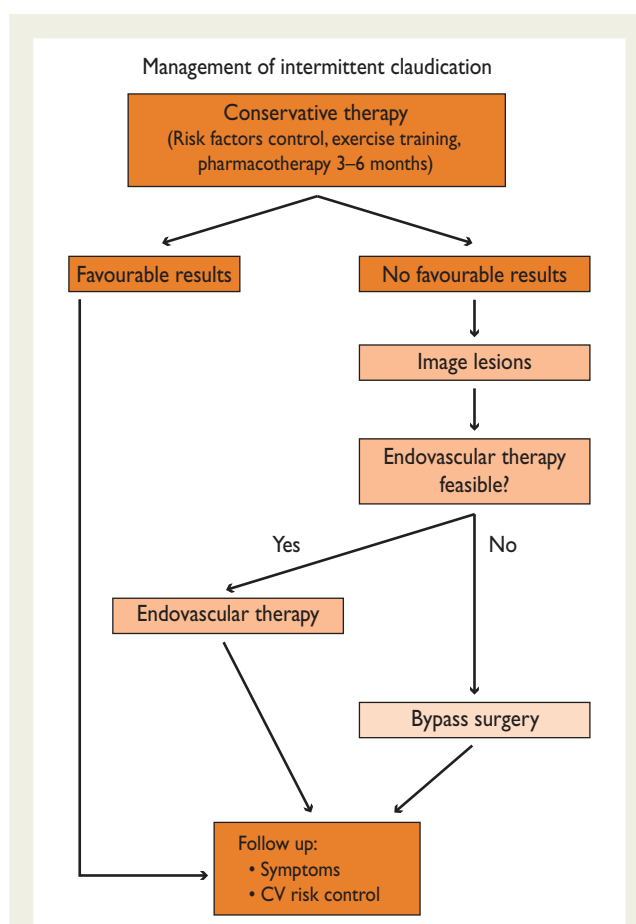 Management of intermittent claudication
Conservative therapy
(Risk factors control, exercise training,
pharmacotherapy 3–6 months)
Favourable results
No favourable results
Image lesions
Endovascular therapy
feasible?
Yes
No
Endovascular therapy
Bypass surgery
Follow up:
• Symptoms
• CV risk control